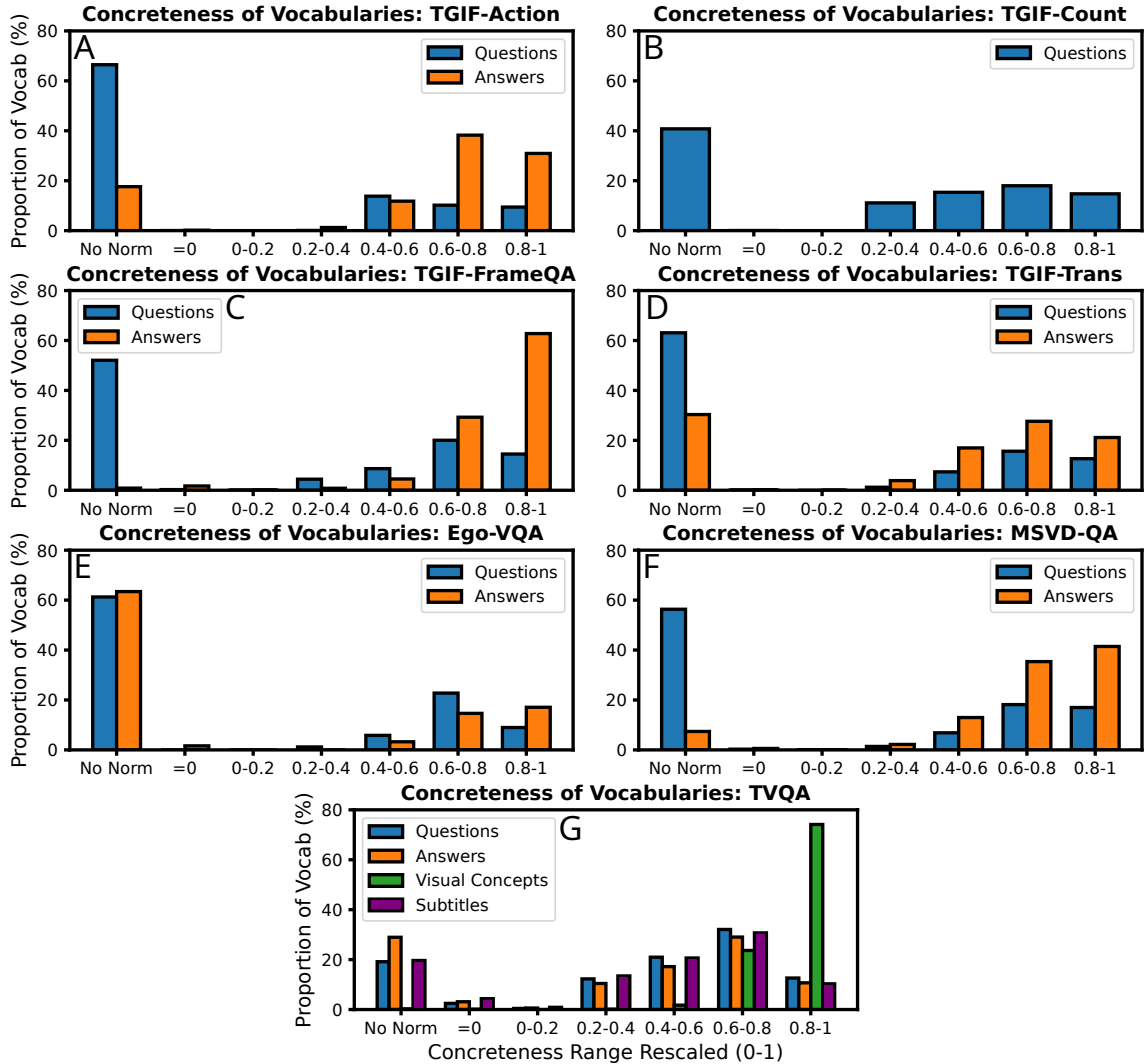 Concreteness of Vocabularies: TGIF-Action
A
Proportion of Vocab (%)
80
60
40
20
0
Questions
Answers
No Norm =0 0-0.2 0.2-0.4 0.4-0.6 0.6-0.8 0.8-1
Concreteness of Vocabularies: TGIF-Count
B
80
60
40
20
0
Questions
No Norm =0 0-0.2 0.2-0.4 0.4-0.6 0.6-0.8 0.8-1
Concreteness of Vocabularies: TGIF-FrameQA
C
Proportion of Vocab (%)
80
60
40
20
0
Questions
Answers
No Norm =0 0-0.2 0.2-0.4 0.4-0.6 0.6-0.8 0.8-1
Concreteness of Vocabularies: TGIF-Trans
D
80
60
40
20
0
Questions
Answers
No Norm =0 0-0.2 0.2-0.4 0.4-0.6 0.6-0.8 0.8-1
Concreteness of Vocabularies: Ego-VQA
E
Proportion of Vocab (%)
80
60
40
20
0
Questions
Answers
No Norm =0 0-0.2 0.2-0.4 0.4-0.6 0.6-0.8 0.8-1
Concreteness of Vocabularies: MSVD-QA
F
80
60
40
20
0
Questions
Answers
No Norm =0 0-0.2 0.2-0.4 0.4-0.6 0.6-0.8 0.8-1
Concreteness of Vocabularies: TVQA
G
Proportion of Vocab (%)
80
60
40
20
0
Questions
Answers
Visual Concepts
Subtitles
No Norm =0 0-0.2 0.2-0.4 0.4-0.6 0.6-0.8 0.8-1
Concreteness Range Rescaled (0-1)